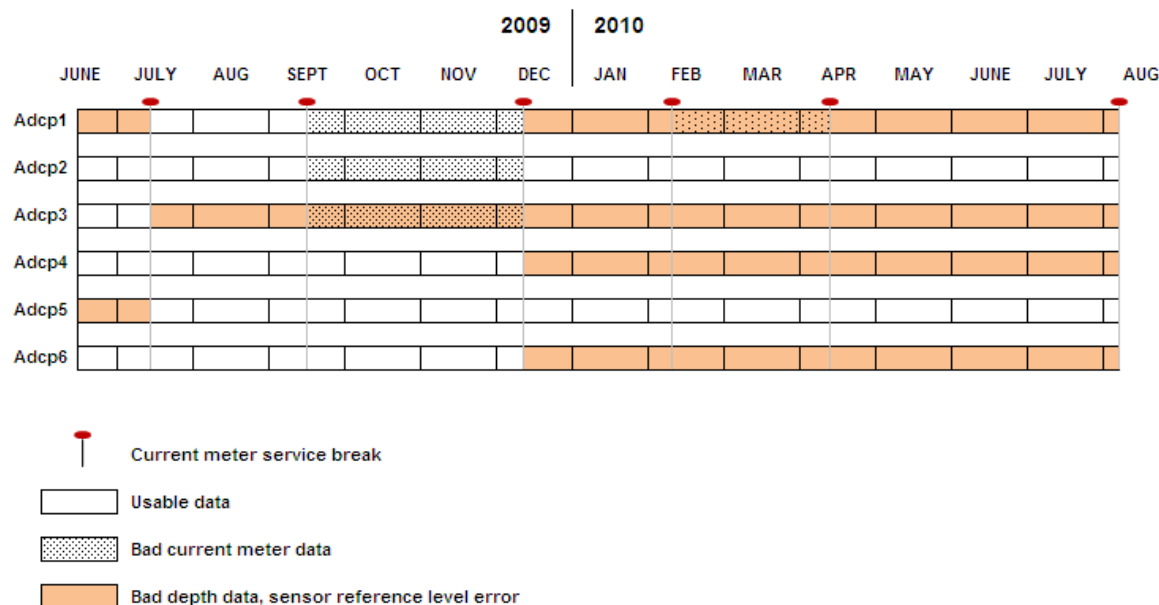 2009 2010
JUNE JULY AUG SEPT OCT NOV DEC JAN FEB MAR APR MAY JUNE JULY AUG
Adcp1
Adcp2
Adcp3
Adcp4
Adcp5
Adcp6
Current meter service break
Usable data
Bad current meter data
Bad depth data, sensor reference level error